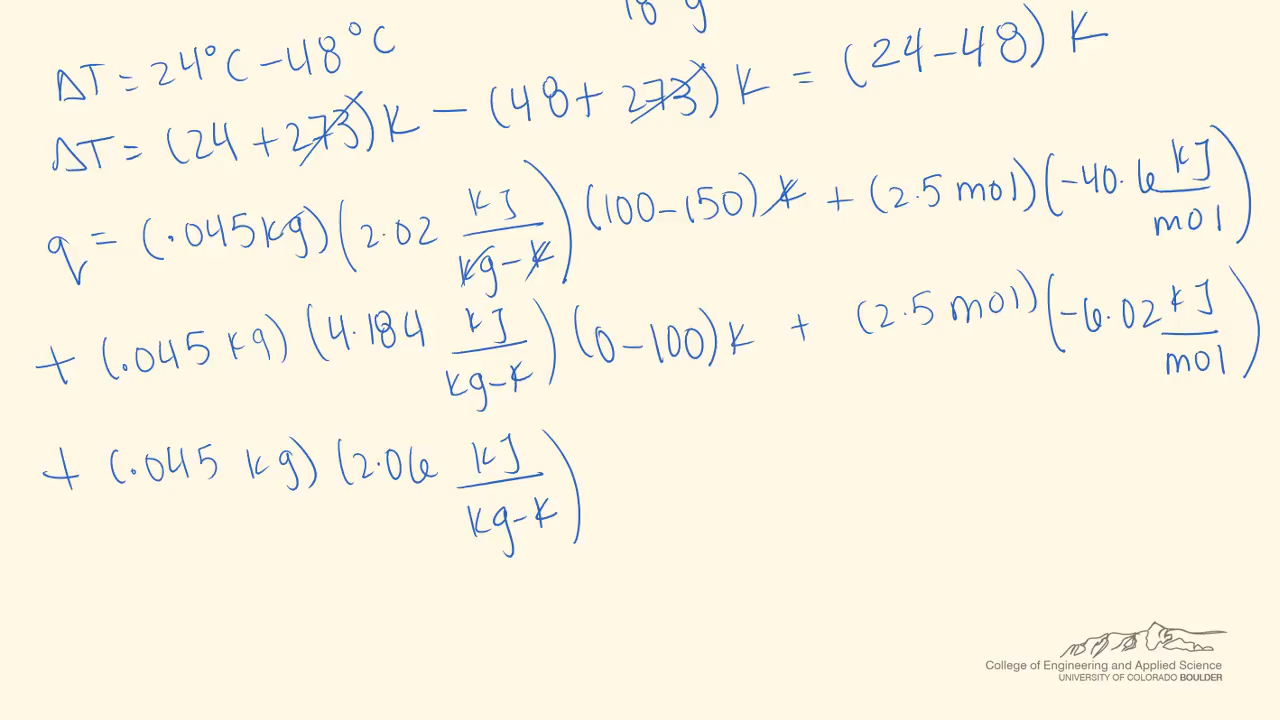 18 g
ΔT = 24°C - 48°C
ΔT = (24 + 273)K - (48 + 273)K = (24 - 48) K
q = (.045kg)(2.02 kJ/kg-K)(100-150)K + (2.5 mol)(-40.6 kJ/mol)
+ (.045 kg)(4.184 kJ/kg-K)(0-100)K + (2.5 mol)(-6.02 kJ/mol)
+ (.045 kg)(2.06 kJ/kg-K)
College of Engineering and Applied Science
UNIVERSITY OF COLORADO BOULDER